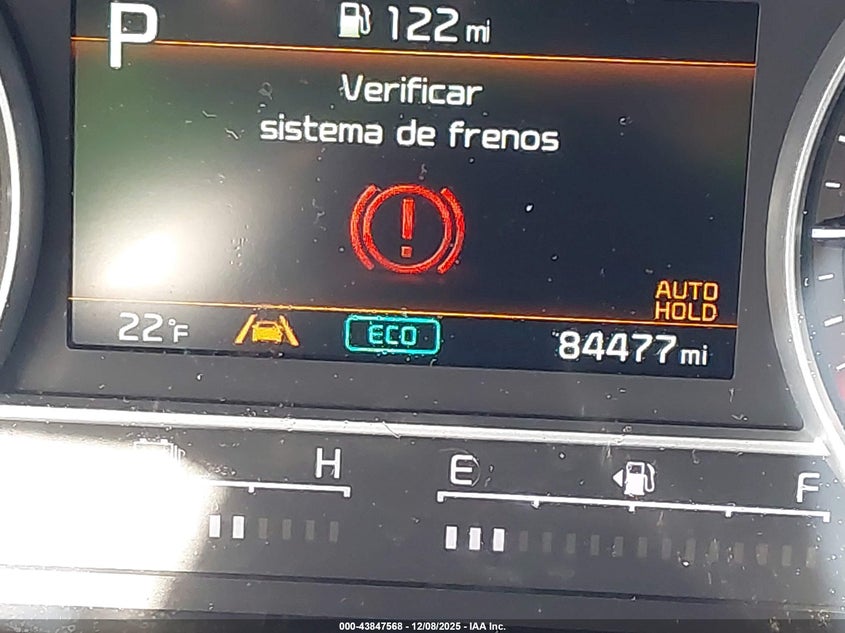 P
122 mi
Verificar
sistema de frenos
AUTO
HOLD
22°F
ECO
84477 mi
H
E
F
000-43847568 - 12/08/2025 - IAA Inc.